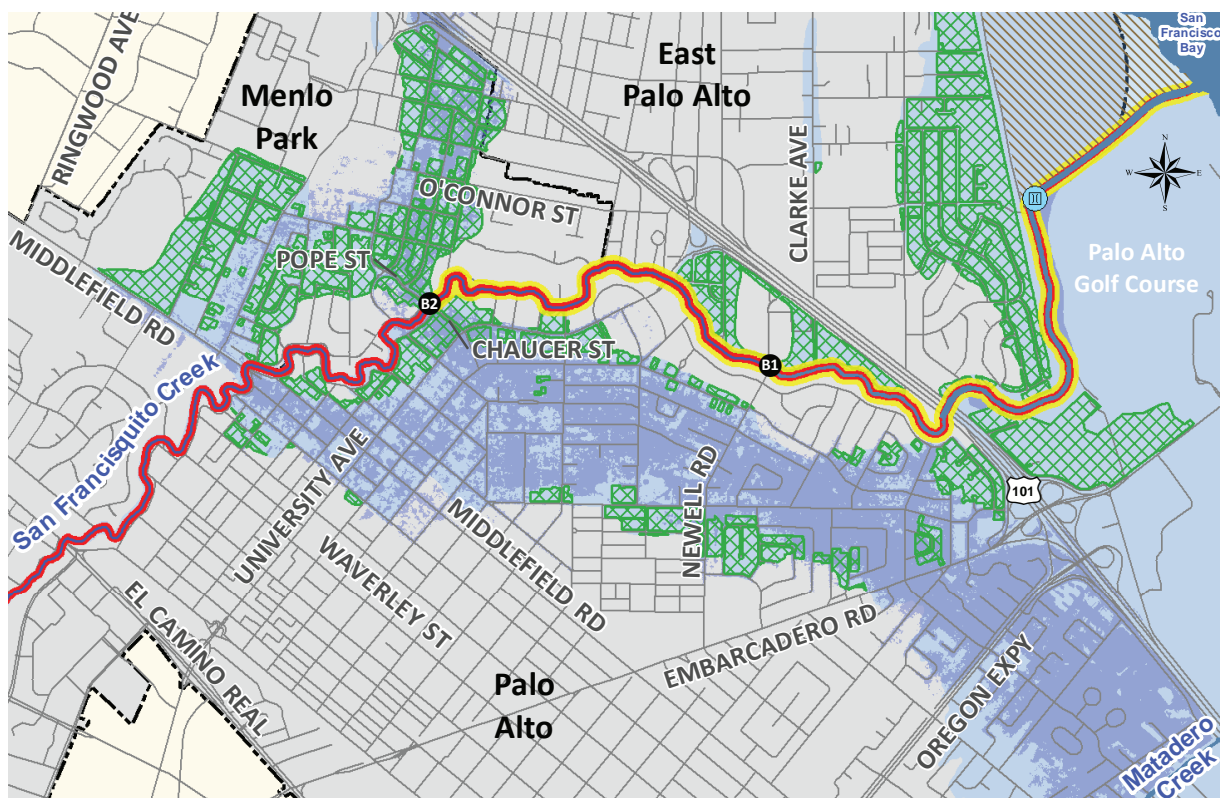 San
Francisco
Bay
East
Palo Alto
Menlo
Park
RINGWOOD AVE
CLARKE AVE
N
W
E
S
O'CONNOR ST
MIDDLEFIELD RD
POPE ST
Palo Alto
Golf Course
B2
CHAUCER ST
B1
San Francisquito Creek
UNIVERSITY AVE
NEWELL RD
101
MIDDLEFIELD RD
WAVERLEY ST
EL CAMINO REAL
EMBARCADERO RD
OREGON EXPY
Palo
Alto
Matadero
Creek